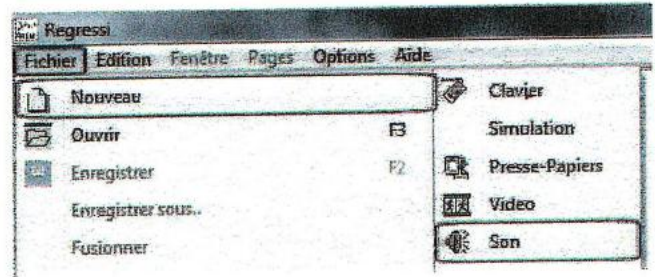 Regressi
Fichier Edition Fenêtre Pages Options Aide
Nouveau
Ouvrir F3
Enregistrer F2
Enregistrer sous..
Fusionner
Clavier
Simulation
Presse-Papiers
Video
Son